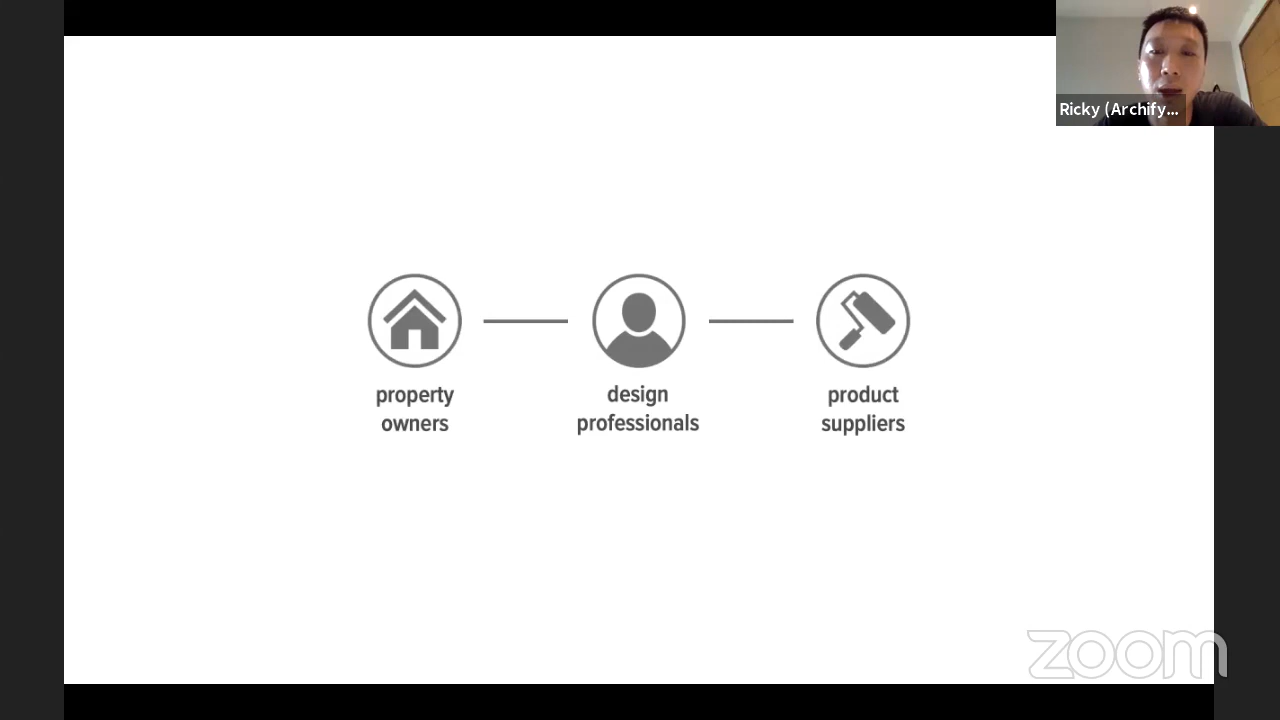 Ricky (Archify...
property
owners
design
professionals
product
suppliers
zoom